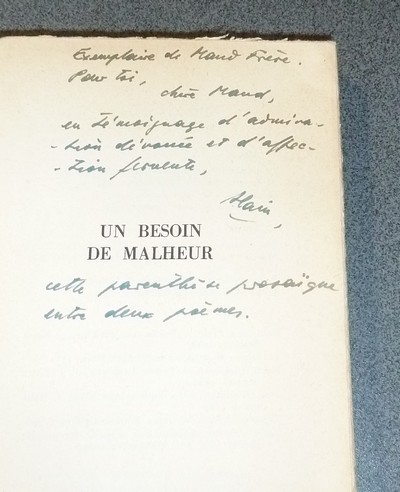 Exemplaire de Maud Frère.
Pour toi,
chère Maud,
en témoignage d'admira-
-tion dévouée et d'affec-
-tion fervente,
Alain,
UN BESOIN
DE MALHEUR
cette parenthèse prosaïque
entre deux poèmes.